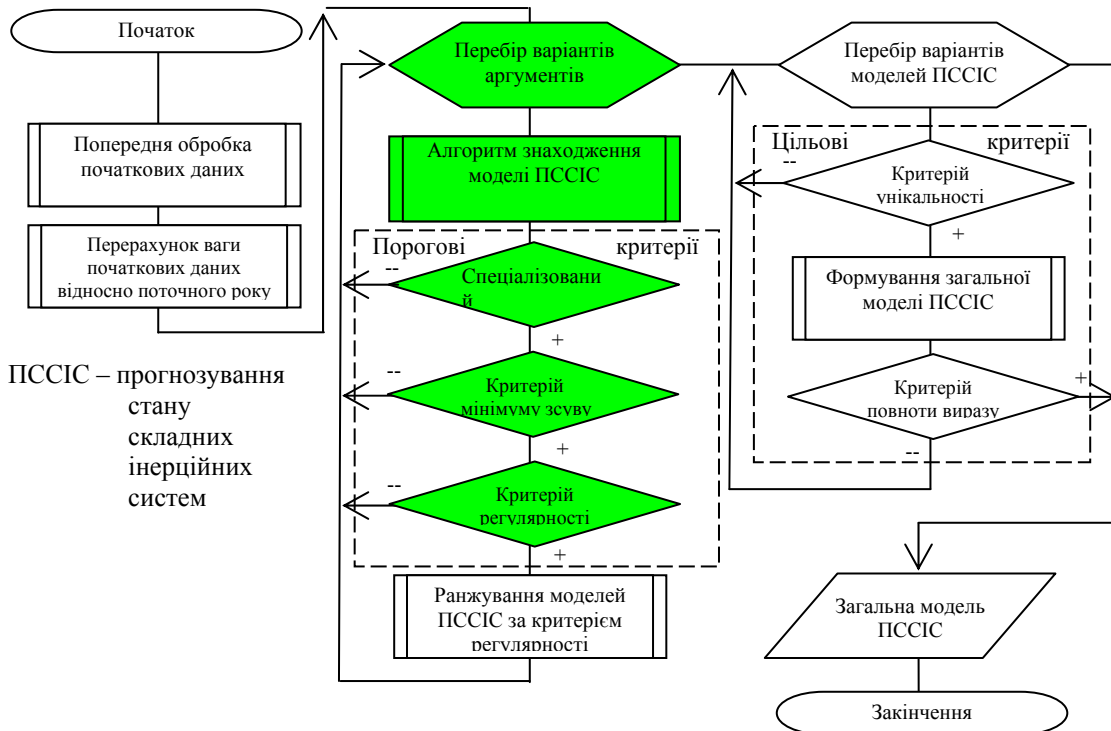 Початок
Попередня обробка
початкових даних
Перерахунок ваги
початкових даних
відносно поточного року
ПССІС – прогнозування
стану
складних
інерційних
систем
Перебір варіантів
аргументів
Алгоритм знаходження
моделі ПССІС
Порогові
критерії
--
Спеціалізовани
й
+
--
Критерій
мінімуму зсуву
+
--
Критерій
регулярності
+
Ранжування моделей
ПССІС за критерієм
регулярності
Перебір варіантів
моделей ПССІС
Цільові
критерії
--
Критерій
унікальності
+
Формування загальної
моделі ПССІС
Критерій
повноти виразу
+
--
Загальна модель
ПССІС
Закінчення